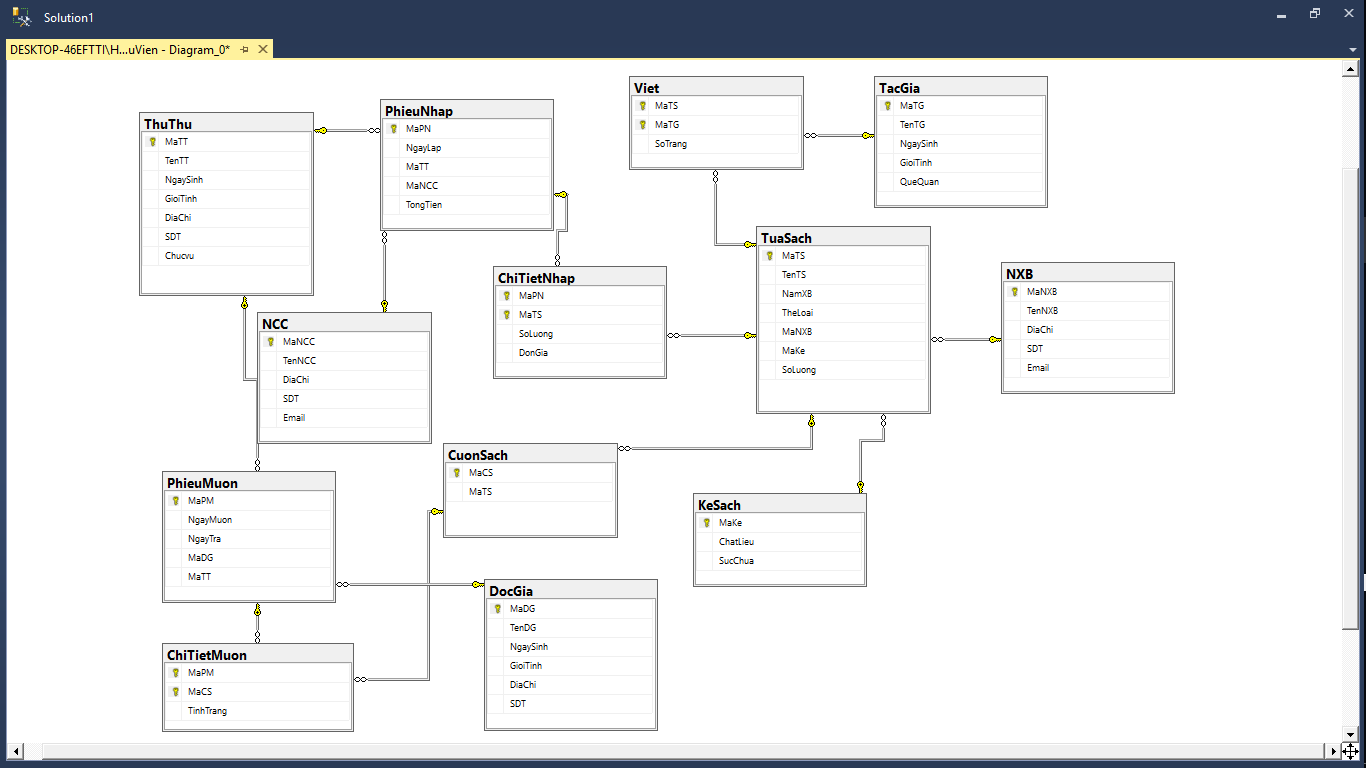 Solution1
DESKTOP-46EFTTI\H...uVien - Diagram_0*
ThuThu
MaTT
TenTT
NgaySinh
GioiTinh
DiaChi
SDT
Chucvu
PhieuNhap
MaPN
NgayLap
MaTT
MaNCC
TongTien
Viet
MaTS
MaTG
SoTrang
TacGia
MaTG
TenTG
NgaySinh
GioiTinh
QueQuan
ChiTietNhap
MaPN
MaTS
SoLuong
DonGia
TuaSach
MaTS
TenTS
NamXB
TheLoai
MaNXB
MaKe
SoLuong
NXB
MaNXB
TenNXB
DiaChi
SDT
Email
NCC
MaNCC
TenNCC
DiaChi
SDT
Email
CuonSach
MaCS
MaTS
PhieuMuon
MaPM
NgayMuon
NgayTra
MaDG
MaTT
KeSach
MaKe
ChatLieu
SucChua
DocGia
MaDG
TenDG
NgaySinh
GioiTinh
DiaChi
SDT
ChiTietMuon
MaPM
MaCS
TinhTrang